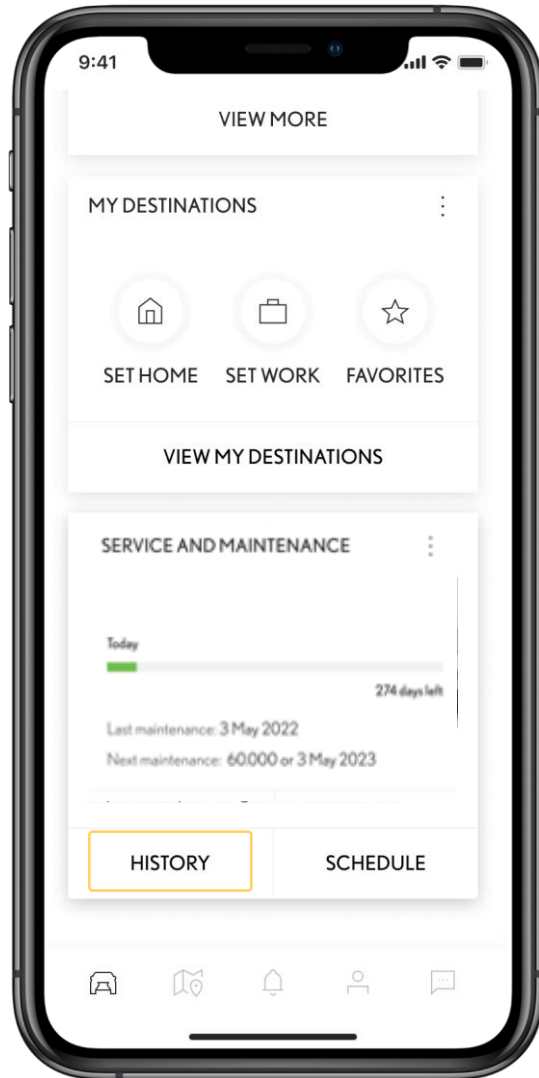 9:41
VIEW MORE
MY DESTINATIONS
SET HOME SET WORK FAVORITES
VIEW MY DESTINATIONS
SERVICE AND MAINTENANCE
Today
274 days left
Last maintenance: 3 May 2022
Next maintenance: 60.000 or 3 May 2023
HISTORY SCHEDULE